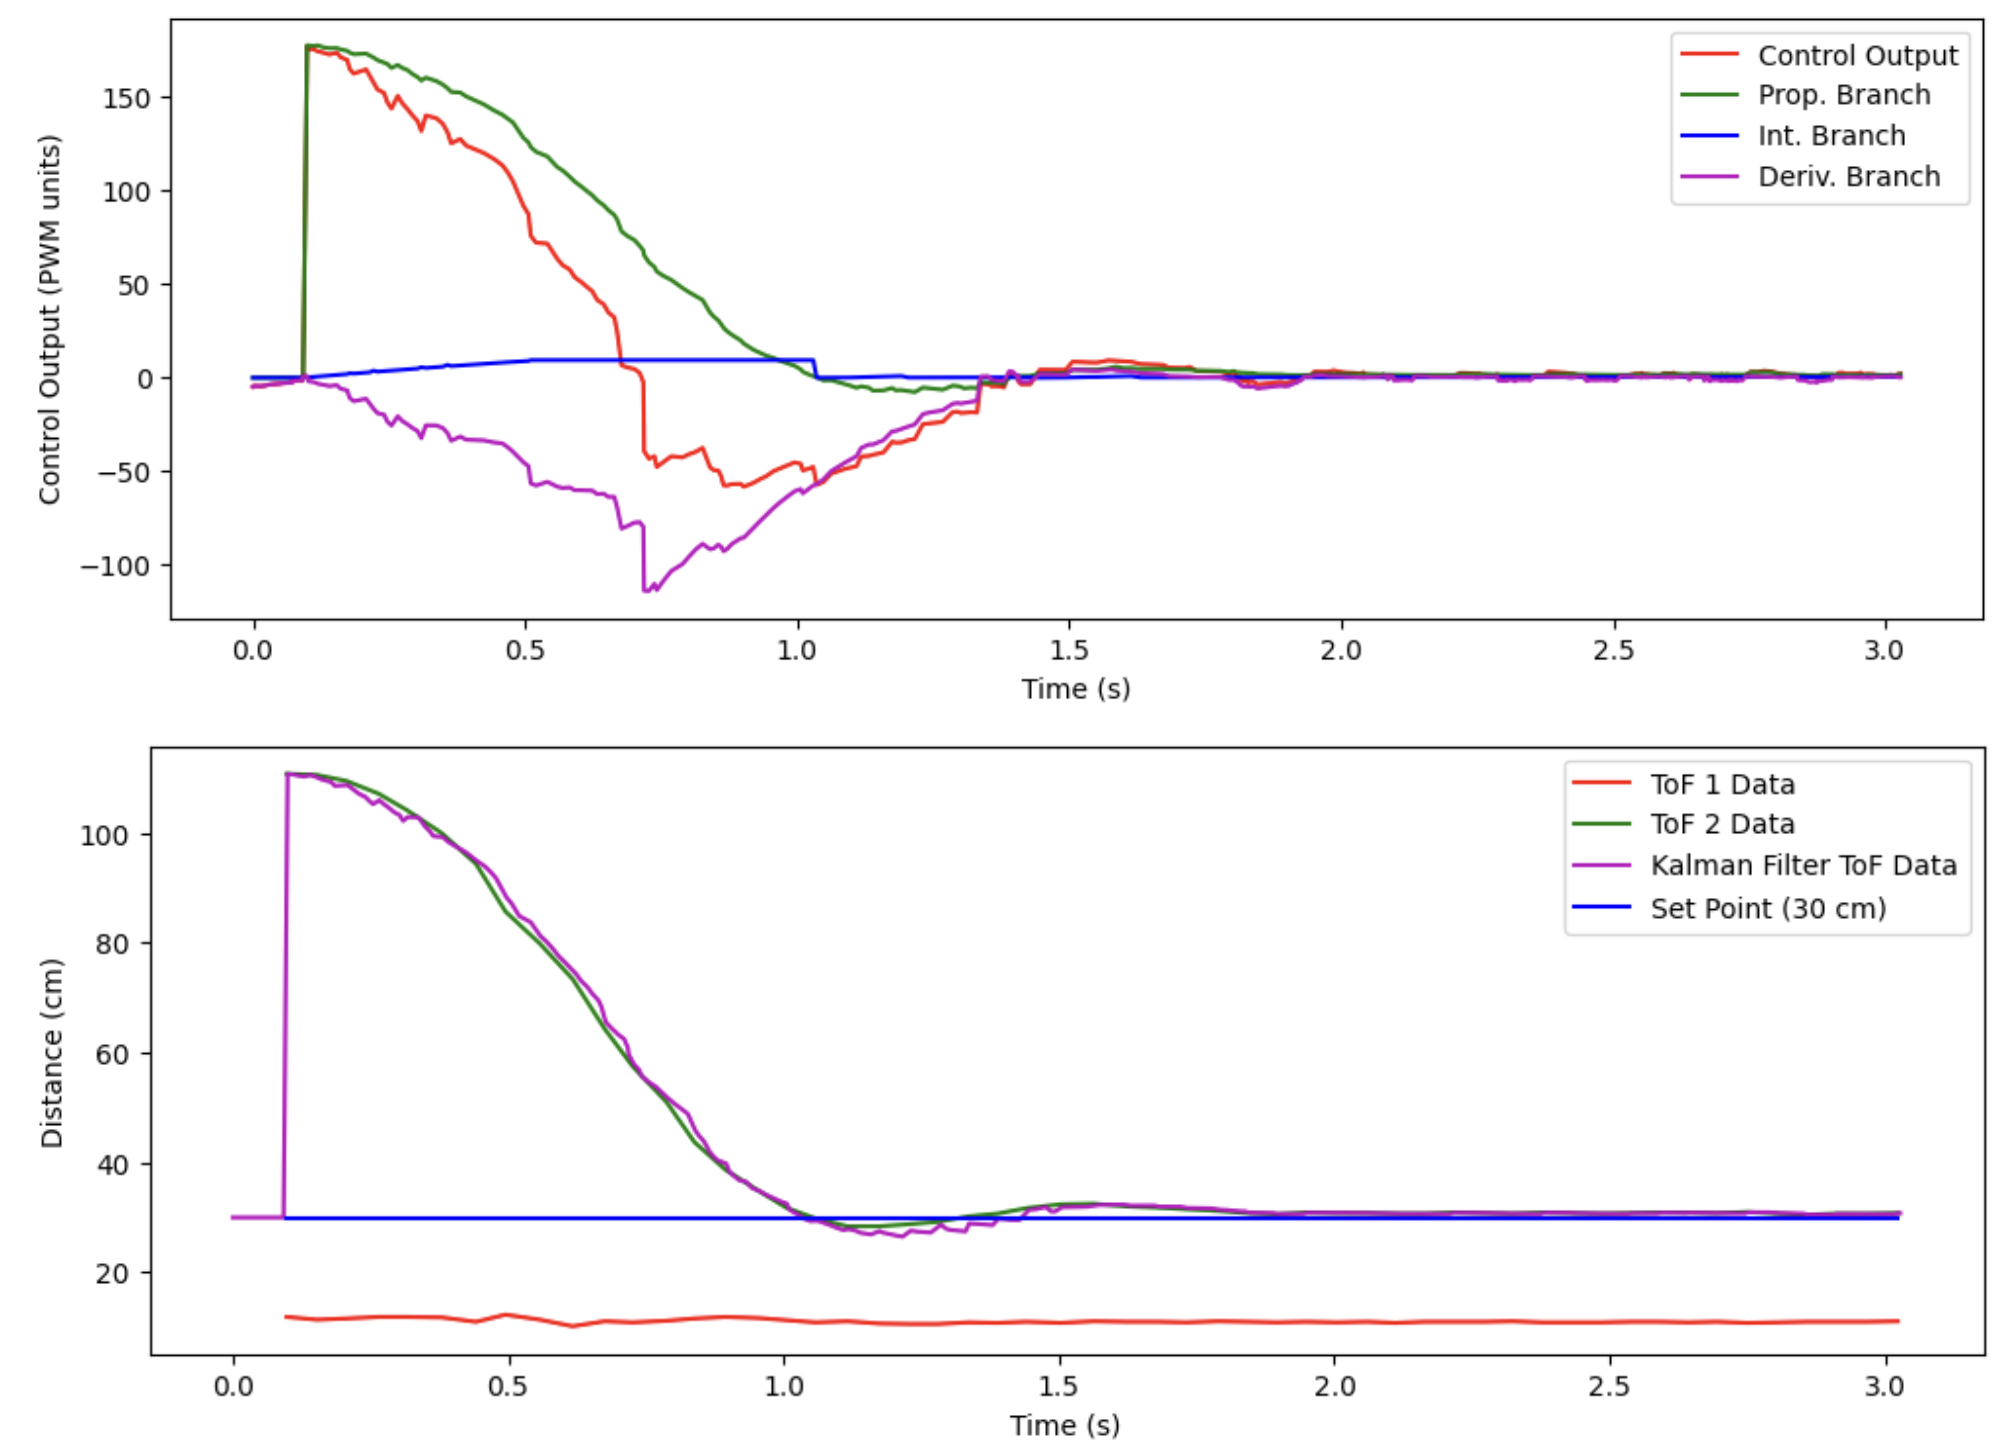 Control Output (PWM units)
150
100
50
0
−50
−100
Control Output
Prop. Branch
Int. Branch
Deriv. Branch
0.0 0.5 1.0 1.5 2.0 2.5 3.0
Time (s)
Distance (cm)
100
80
60
40
20
ToF 1 Data
ToF 2 Data
Kalman Filter ToF Data
Set Point (30 cm)
0.0 0.5 1.0 1.5 2.0 2.5 3.0
Time (s)